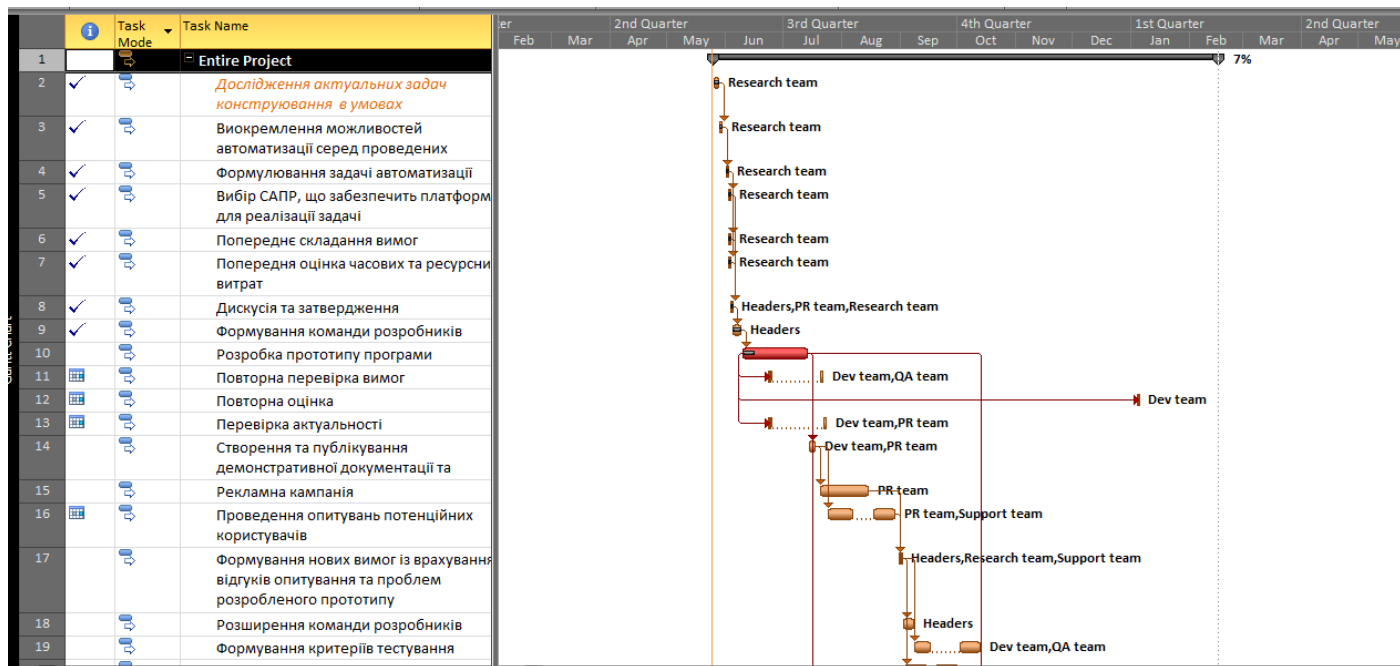 er 2nd Quarter 3rd Quarter 4th Quarter 1st Quarter 2nd Quarter
Task Mode Task Name Feb Mar Apr May Jun Jul Aug Sep Oct Nov Dec Jan Feb Mar Apr May
1 Entire Project 7%
2 Дослідження актуальних задач Research team
конструювання в умовах
3 Виокремлення можливостей Research team
автоматизації серед проведених
4 Формулювання задачі автоматизації Research team
5 Вибір САПР, що забезпечить платформ Research team
для реалізації задачі
6 Попереднє складання вимог Research team
7 Попередня оцінка часових та ресурсни Research team
витрат
8 Дискусія та затвердження Headers,PR team,Research team
9 Формування команди розробників Headers
10 Розробка прототипу програми
11 Повторна перевірка вимог Dev team,QA team
12 Повторна оцінка Dev team
13 Перевірка актуальності Dev team,PR team
14 Створення та публікування Dev team,PR team
демонстративної документації та
15 Рекламна кампанія PR team
16 Проведення опитувань потенційних PR team,Support team
користувачів
17 Формування нових вимог із врахування Headers,Research team,Support team
відгуків опитування та проблем
розробленого прототипу
18 Розширення команди розробників Headers
19 Формування критеріїв тестування Dev team,QA team